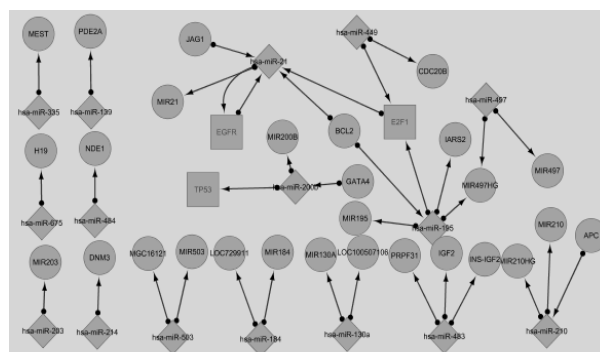 MEST
PDE2A
JAG1
hsa-miR-449
hsa-miR-21
CDC20B
hsa-miR-335
hsa-miR-139
MIR21
hsa-miR-497
EGFR
BCL2
E2F1
IARS2
H19
NDE1
MIR200B
MIR497
TP53
hsa-miR-200b
GATA4
MIR497HG
hsa-miR-675
hsa-miR-484
MIR195
hsa-miR-195
MIR210
APC
MIR203
DNM3
MGC16121
MIR503
LOC729911
MIR184
MIR130A
LOC100507106
PRPF31
IGF2
INS-IGF2
MIR210HG
hsa-miR-203
hsa-miR-214
hsa-miR-503
hsa-miR-184
hsa-miR-130a
hsa-miR-483
hsa-miR-210